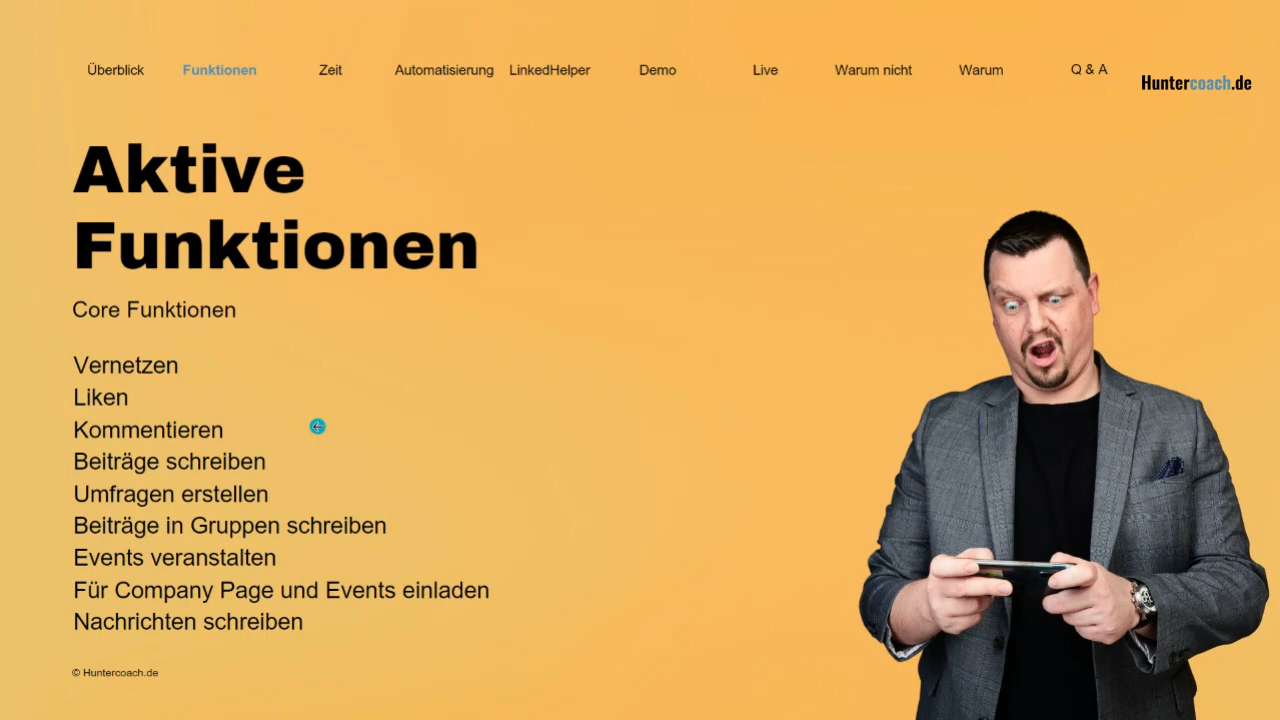 Überblick Funktionen Zeit Automatisierung LinkedHelper Demo Live Warum nicht Warum Q & A
Huntercoach.de
Aktive
Funktionen
Core Funktionen
Vernetzen
Liken
Kommentieren
Beiträge schreiben
Umfragen erstellen
Beiträge in Gruppen schreiben
Events veranstalten
Für Company Page und Events einladen
Nachrichten schreiben
© Huntercoach.de